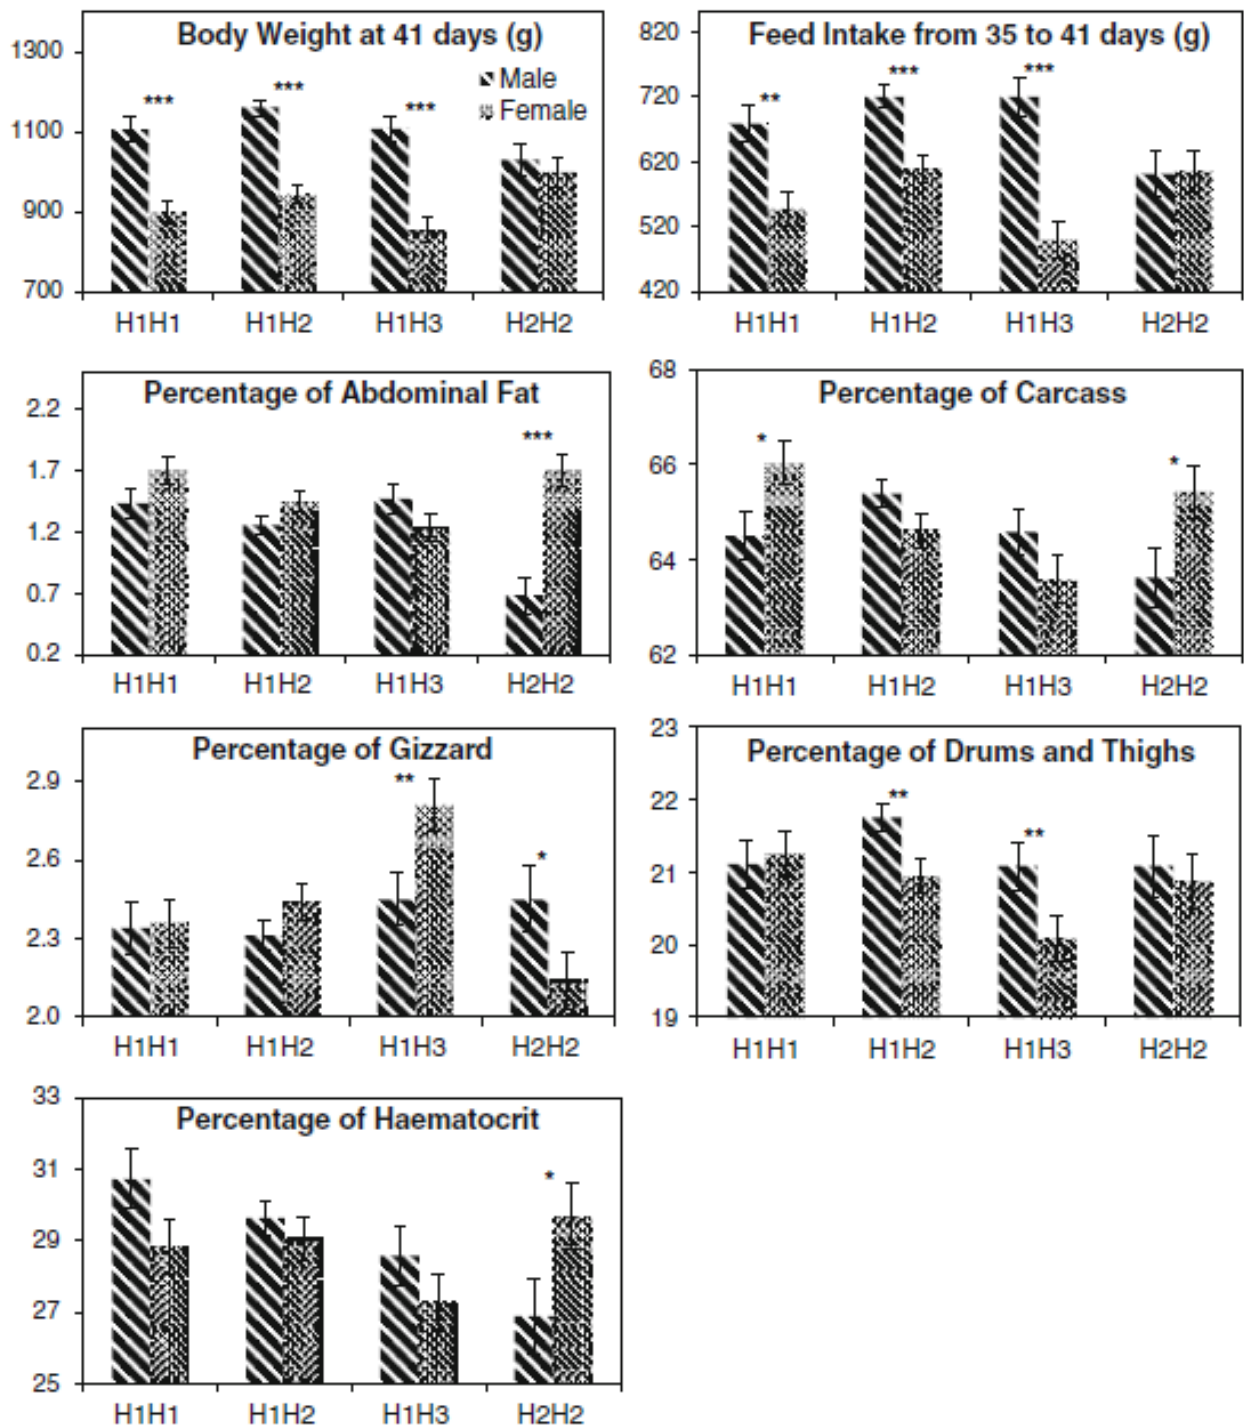 Body Weight at 41 days (g)
1300
1100
900
700
***
***
***
Male
Female
H1H1 H1H2 H1H3 H2H2
Feed Intake from 35 to 41 days (g)
820
720
620
520
420
**
***
***
H1H1 H1H2 H1H3 H2H2
Percentage of Abdominal Fat
2.2
1.7
1.2
0.7
0.2
***
H1H1 H1H2 H1H3 H2H2
Percentage of Carcass
68
66
64
62
*
*
H1H1 H1H2 H1H3 H2H2
Percentage of Gizzard
2.9
2.6
2.3
2.0
**
*
H1H1 H1H2 H1H3 H2H2
Percentage of Drums and Thighs
23
22
21
20
19
**
**
H1H1 H1H2 H1H3 H2H2
Percentage of Haematocrit
33
31
29
27
25
*
H1H1 H1H2 H1H3 H2H2